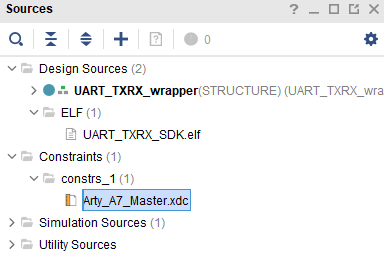 Sources
0
Design Sources (2)
UART_TXRX_wrapper(STRUCTURE) (UART_TXRX_wra
ELF (1)
UART_TXRX_SDK.elf
Constraints (1)
constrs_1 (1)
Arty_A7_Master.xdc
Simulation Sources (1)
Utility Sources